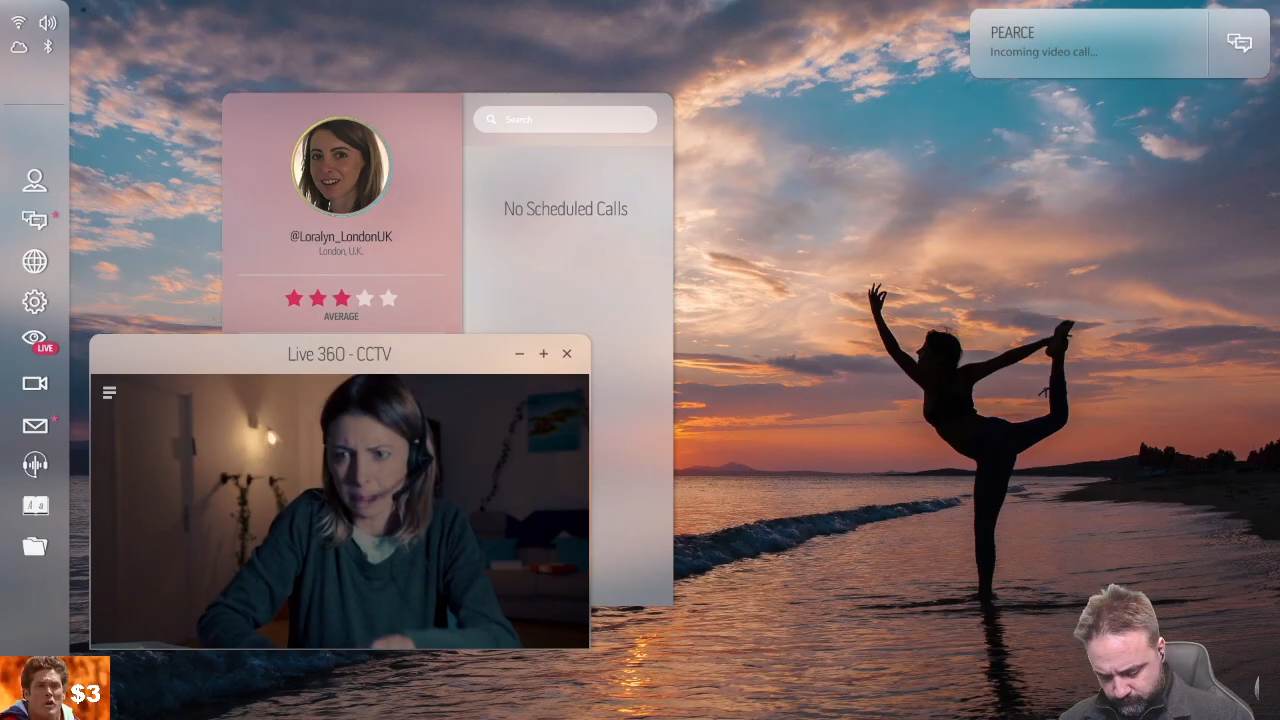 PEARCE
Incoming video call...
Search
No Scheduled Calls
@Loralyn_LondonUK
London, U.K.
AVERAGE
LIVE
Live 360 - CCTV
A a
$3